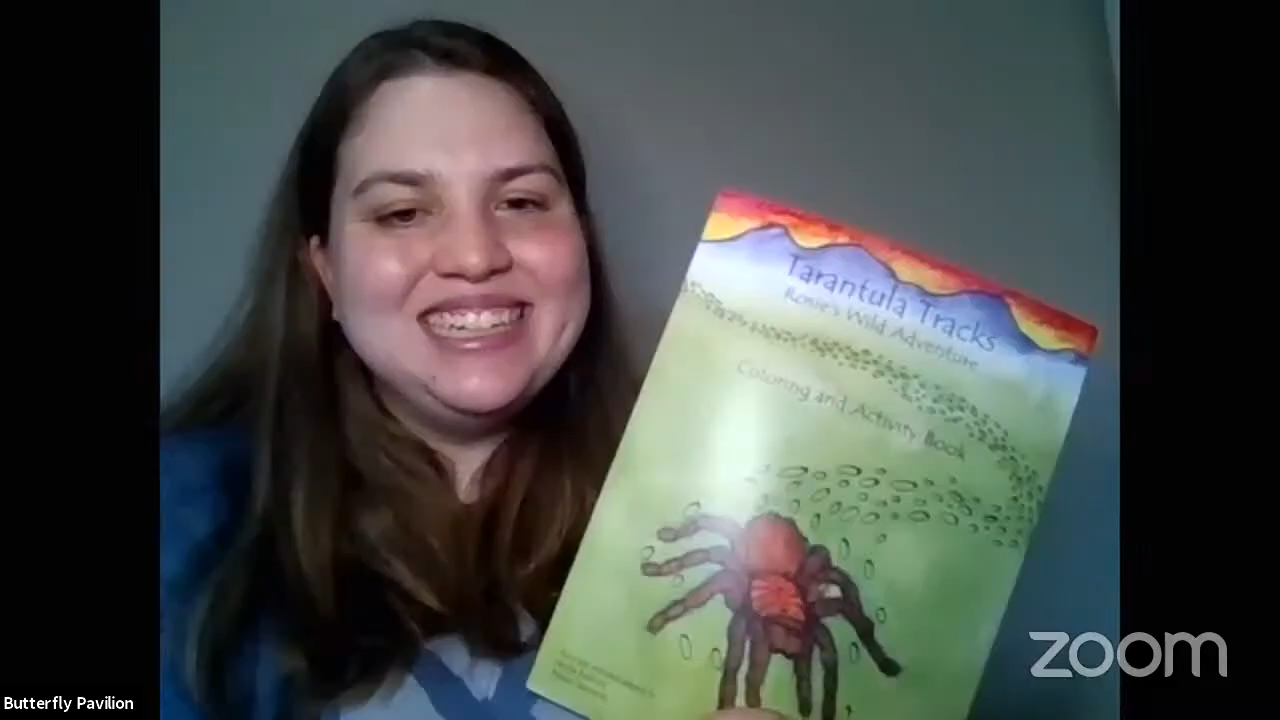 Tarantula Tracks
Rosie's Wild Adventure
Coloring and Activity Book
zoom
Butterfly Pavilion